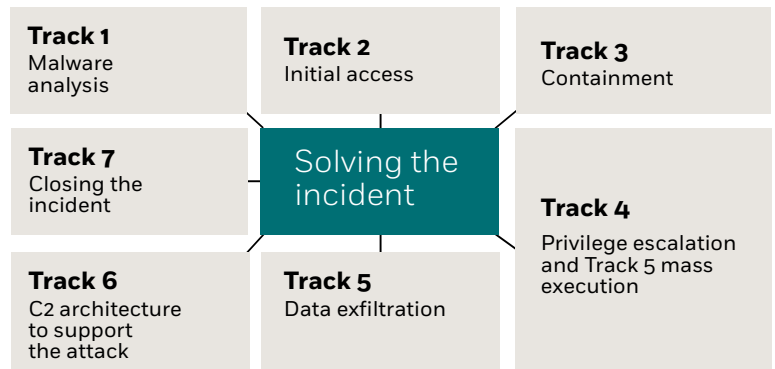 Track 1
Malware
analysis
Track 2
Initial access
Track 3
Containment
Track 7
Closing the
incident
Solving the
incident
Track 4
Privilege escalation
and Track 5 mass
execution
Track 6
C2 architecture
to support
the attack
Track 5
Data exfiltration